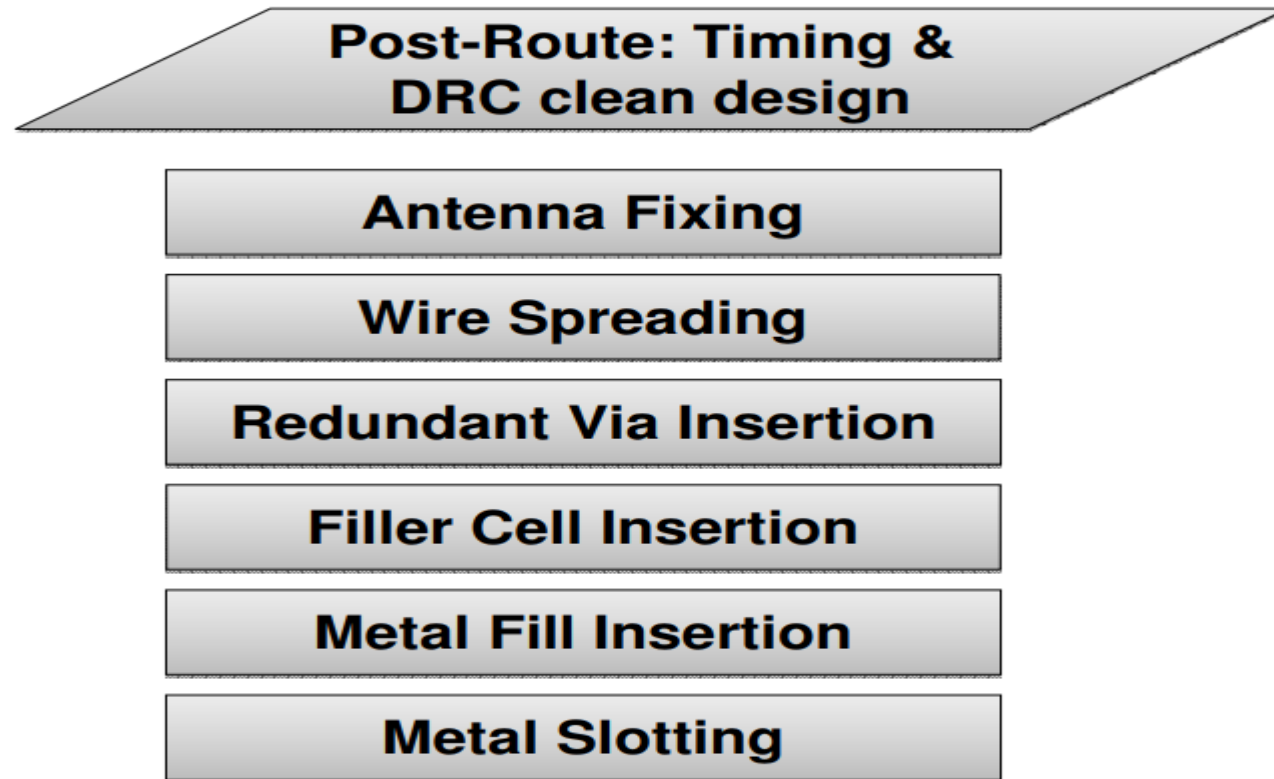 Post-Route: Timing &
DRC clean design
Antenna Fixing
Wire Spreading
Redundant Via Insertion
Filler Cell Insertion
Metal Fill Insertion
Metal Slotting